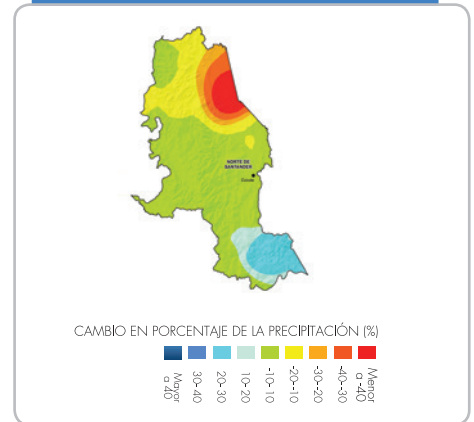 NORTE DE
SANTANDER
Cúcuta
CAMBIO EN PORCENTAJE DE LA PRECIPITACIÓN (%)
Mayor a 40
30-40
20-30
10-20
-10-10
-20--10
-30--20
-40--30
Menor a -40